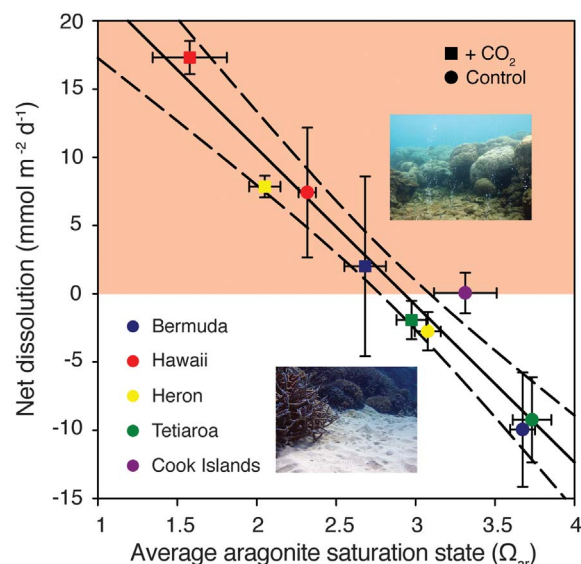 Net dissolution (mmol m⁻² d⁻¹)
20
15
10
5
0
-5
-10
-15
+ CO₂
Control
Bermuda
Hawaii
Heron
Tetiaroa
Cook Islands
1
1.5
2
2.5
3
3.5
4
Average aragonite saturation state (Ωar)